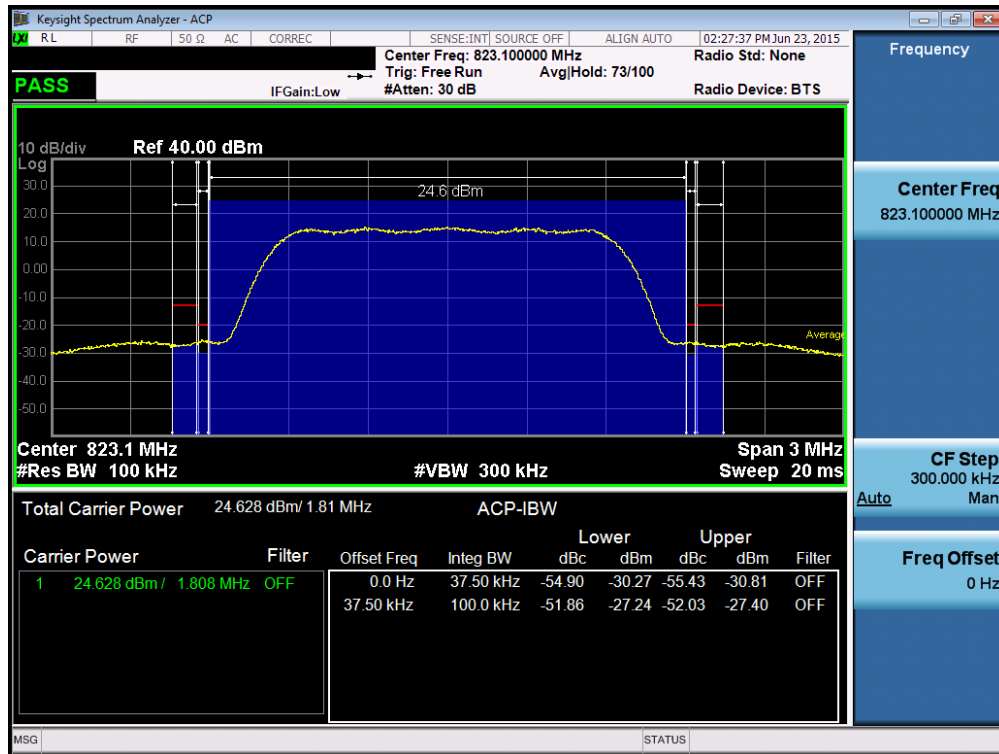 Keysight Spectrum Analyzer - ACP
LXI RL RF 50 Ω AC CORREC SENSE:INT SOURCE OFF ALIGN AUTO 02:27:37 PM Jun 23, 2015
Center Freq: 823.100000 MHz Radio Std: None
Trig: Free Run Avg|Hold: 73/100
PASS IFGain:Low #Atten: 30 dB Radio Device: BTS
10 dB/div Ref 40.00 dBm
Log
30.0
24.6 dBm
20.0
10.0
0.00
-10.0
-20.0
Average
-30.0
-40.0
-50.0
Center 823.1 MHz Span 3 MHz
#Res BW 100 kHz #VBW 300 kHz Sweep 20 ms
Total Carrier Power 24.628 dBm/ 1.81 MHz ACP-IBW
Lower Upper
Carrier Power Filter Offset Freq Integ BW dBc dBm dBc dBm Filter
1 24.628 dBm / 1.808 MHz OFF 0.0 Hz 37.50 kHz -54.90 -30.27 -55.43 -30.81 OFF
37.50 kHz 100.0 kHz -51.86 -27.24 -52.03 -27.40 OFF
MSG STATUS
Frequency
Center Freq
823.100000 MHz
CF Step
300.000 kHz
Auto Man
Freq Offset
0 Hz